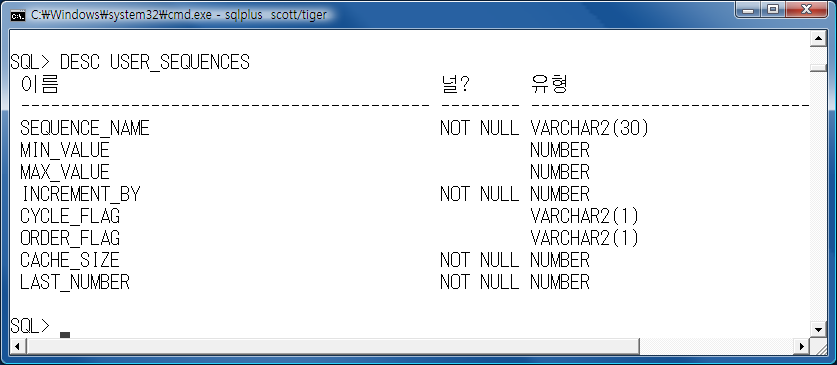 C:₩Windows₩system32₩cmd.exe - sqlplus  scott/tiger
SQL> DESC USER_SEQUENCES
이름                                      널?      유형
----------------------------------------- -------- ----------------------------
SEQUENCE_NAME                             NOT NULL VARCHAR2(30)
MIN_VALUE                                          NUMBER
MAX_VALUE                                          NUMBER
INCREMENT_BY                              NOT NULL NUMBER
CYCLE_FLAG                                         VARCHAR2(1)
ORDER_FLAG                                         VARCHAR2(1)
CACHE_SIZE                                NOT NULL NUMBER
LAST_NUMBER                               NOT NULL NUMBER
SQL>